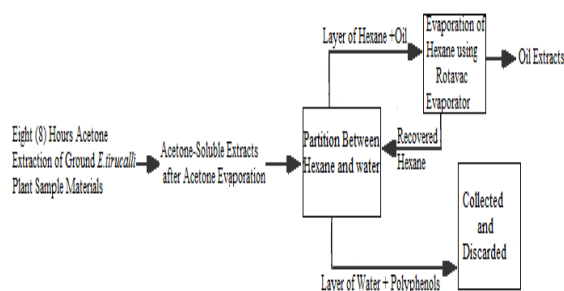 Eight (8) Hours Acetone
Extraction of Ground E.tirucalli
Plant Sample Materials
Acetone-Soluble Extracts
after Acetone Evaporation
Partition Between
Hexane and water
Layer of Hexane +Oil
Evaporation of
Hexane using
Rotavac
Evaporator
Oil Extracts
Recovered
Hexane
Layer of Water + Polyphenols
Collected
and
Discarded